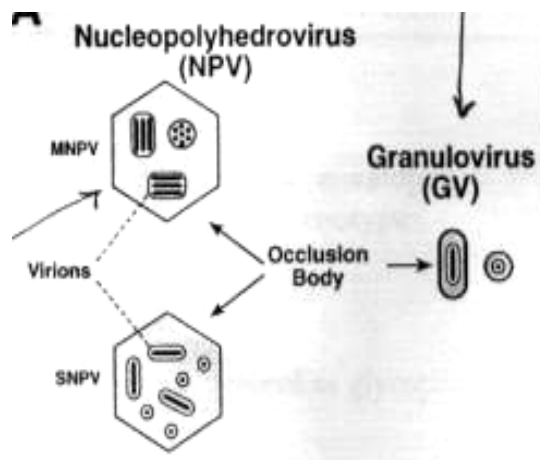 A
Nucleopolyhedrovirus
(NPV)
MNPV
Granulovirus
(GV)
Virions
Occlusion
Body
SNPV